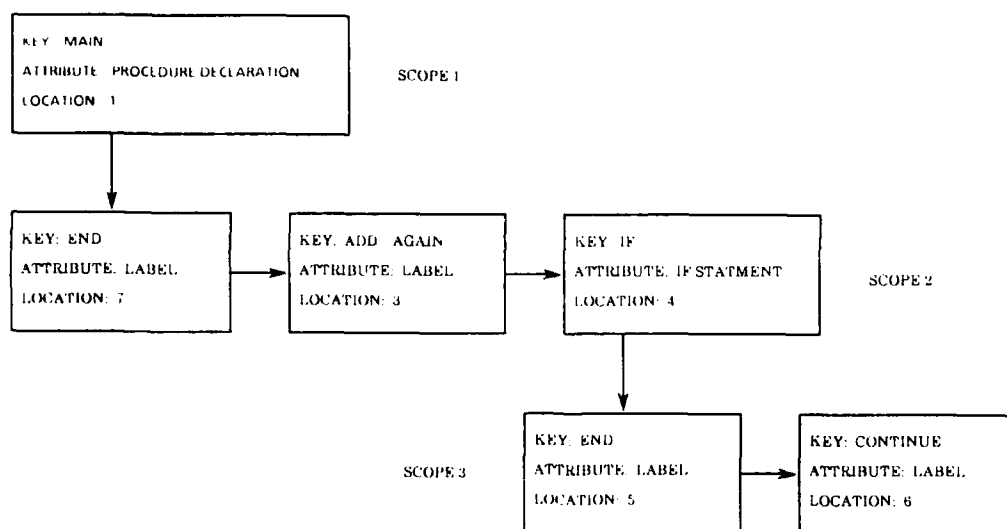 KEY MAIN
ATTRIBUTE PROCEDURE DECLARATION
LOCATION 1
SCOPE 1
KEY: END
ATTRIBUTE. LABEL
LOCATION: 7
KEY. ADD AGAIN
ATTRIBUTE: LABEL
LOCATION: 3
KEY IF
ATTRIBUTE. IF STATMENT
LOCATION: 4
SCOPE 2
SCOPE 3
KEY: END
ATTRIBUTE. LABEL
LOCATION: 5
KEY: CONTINUE
ATTRIBUTE: LABEL
LOCATION: 6